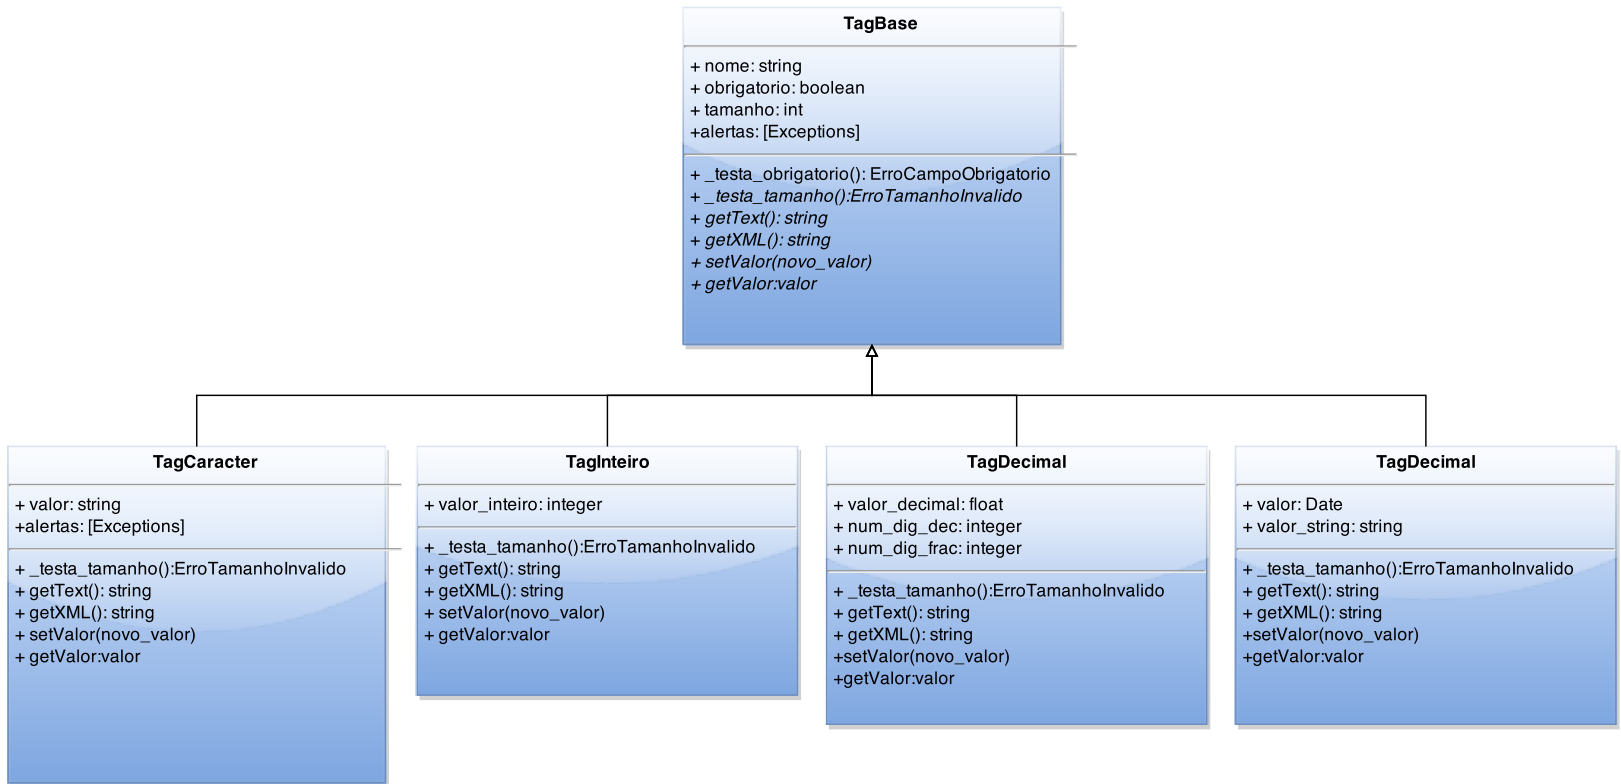 TagBase
+ nome: string
+ obrigatorio: boolean
+ tamanho: int
+alertas: [Exceptions]
+ _testa_obrigatorio(): ErroCampoObrigatorio
+ _testa_tamanho():ErroTamanhoInvalido
+ getText(): string
+ getXML(): string
+ setValor(novo_valor)
+ getValor:valor
TagCaracter
+ valor: string
+alertas: [Exceptions]
+ _testa_tamanho():ErroTamanhoInvalido
+ getText(): string
+ getXML(): string
+ setValor(novo_valor)
+ getValor:valor
TagInteiro
+ valor_inteiro: integer
+ _testa_tamanho():ErroTamanhoInvalido
+ getText(): string
+ getXML(): string
+ setValor(novo_valor)
+ getValor:valor
TagDecimal
+ valor_decimal: float
+ num_dig_dec: integer
+ num_dig_frac: integer
+ _testa_tamanho():ErroTamanhoInvalido
+ getText(): string
+ getXML(): string
+setValor(novo_valor)
+getValor:valor
TagDecimal
+ valor: Date
+ valor_string: string
+ _testa_tamanho():ErroTamanhoInvalido
+ getText(): string
+ getXML(): string
+setValor(novo_valor)
+getValor:valor